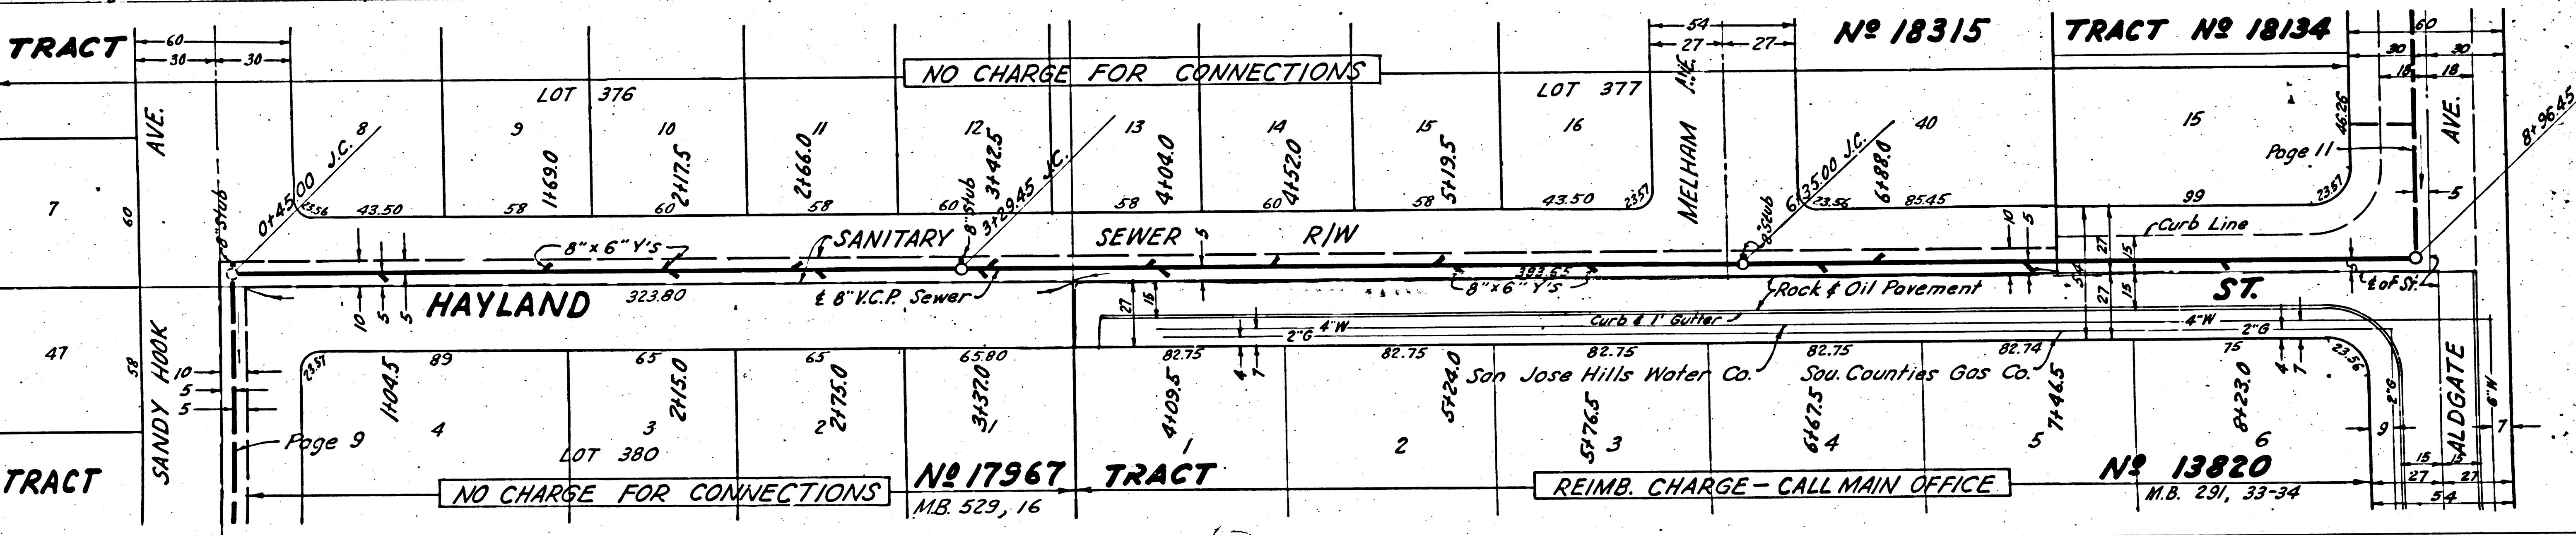 TRACT
60
30
30
NO CHARGE FOR CONNECTIONS
54
27
27
Nº 18315
TRACT Nº 18134
60
30
30
18
18
AVE.
LOT 376
LOT 377
MELHAM AVE.
AVE.
8
9
10
11
12
13
14
15
16
40
15
46.26
Page 11
8+96.45
7
60
8" Stub
0+45.00 J.C.
1+69.0
2+17.5
2+66.0
8" Stub
3+42.5
3+29.45 J.C.
4+04.0
4+52.0
5+19.5
8" Stub
6+35.00 J.C.
6+88.0
23.56
43.50
58
60
58
60
58
60
58
43.50
23.57
23.56
85.45
99
23.57
5
8" x 6" Y's
SANITARY SEWER R/W
5
10
5
Curb Line
27
15
54
27
15
HAYLAND
323.80
₵ 8" V.C.P. Sewer
8" x 6" Y's
393.65
Rock & Oil Pavement
ST.
₵ of St.
10
5
5
27
16
Curb & 1' Gutter
2"G
4"W
4"W
2"G
47
58
SANDY HOOK
10
5
5
23.57
89
65
65
65.80
82.75
82.75
82.75
82.75
82.74
75
23.56
4
7
4
7
1+04.5
2+15.0
2+75.0
3+37.0
4+09.5
5+24.0
5+76.5
6+67.5
7+46.5
8+23.0
San Jose Hills Water Co.
Sou. Counties Gas Co.
2"G
6"W
ALDGATE
Page 9
4
3
2
1
1
2
3
4
5
6
9
7
LOT 380
TRACT
NO CHARGE FOR CONNECTIONS
Nº 17967
M.B. 529, 16
TRACT
REIMB. CHARGE - CALL MAIN OFFICE
Nº 13820
M.B. 291, 33-34
15
15
27
27
54